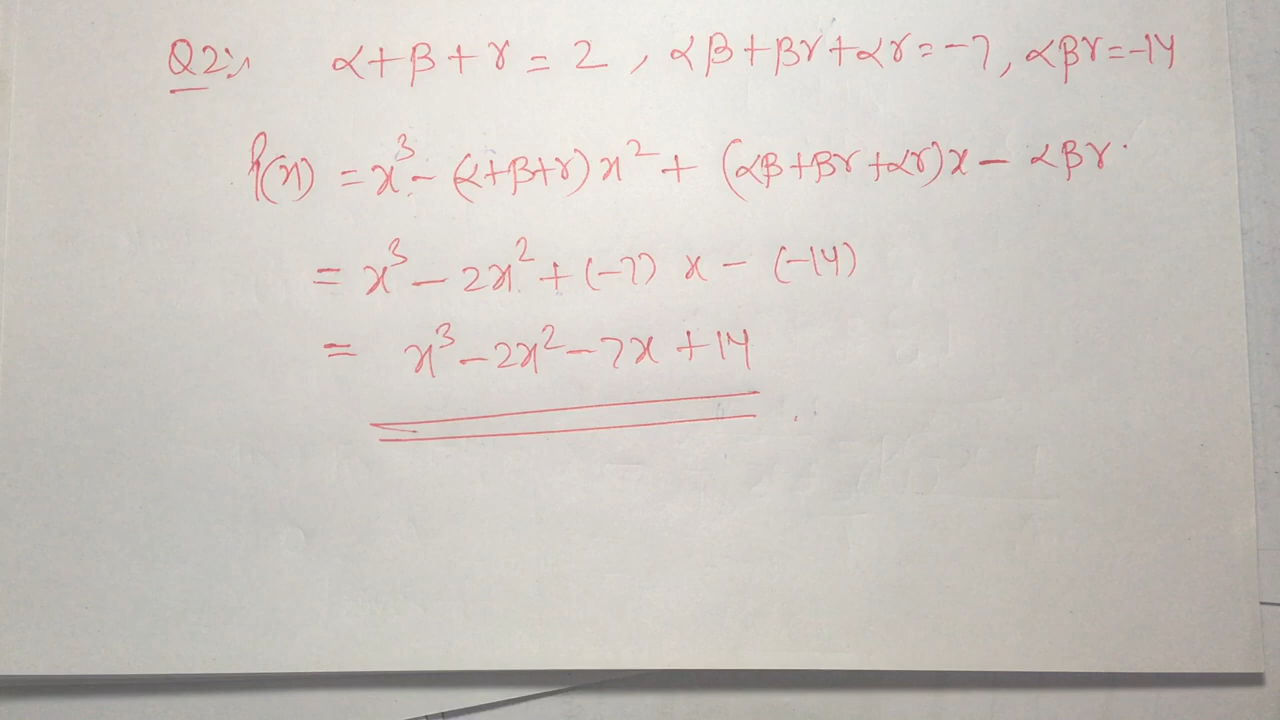 Q2:, α+β+γ = 2 , αβ+βγ+αγ=-7, αβγ=-14
p(x) = x³ - (α+β+γ)x² + (αβ+βγ+αγ)x - αβγ.
= x³ - 2x² + (-7) x - (-14)
= x³ - 2x² - 7x + 14